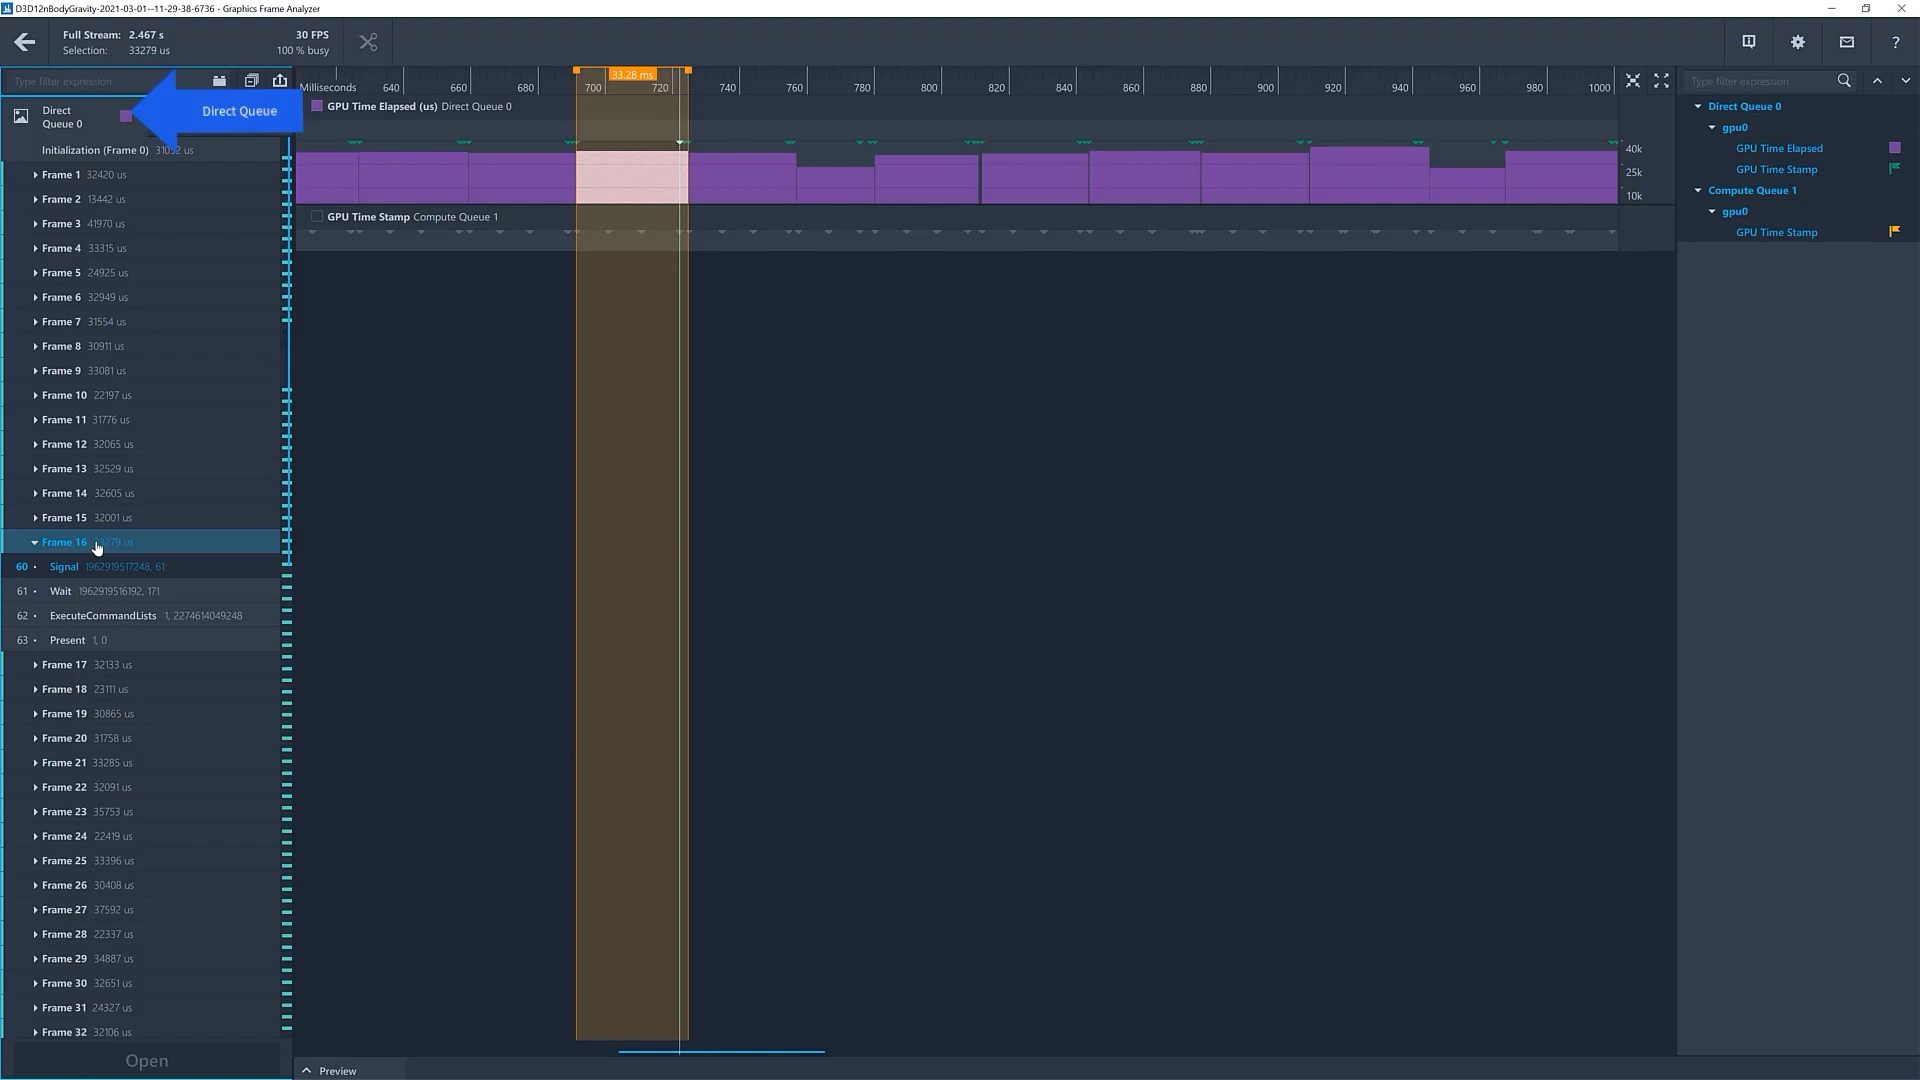 D3D12nBodyGravity-2021-03-01--11-29-38-6736 - Graphics Frame Analyzer
Full Stream: 2.467 s 30 FPS
Selection: 33279 us 100 % busy
?
Type filter expression
Direct Queue 0
Direct Queue
Initialization (Frame 0)
Frame 1 32420 us
Frame 2 13442 us
Frame 3 41970 us
Frame 4 33315 us
Frame 5 24925 us
Frame 6 32949 us
Frame 7 31554 us
Frame 8 30911 us
Frame 9 33081 us
Frame 10 22197 us
Frame 11 31776 us
Frame 12 32065 us
Frame 13 32529 us
Frame 14 32605 us
Frame 15 32001 us
Frame 16
60 · Signal 1962919517248, 61
61 · Wait 1962919516192, 171
62 · ExecuteCommandLists 1, 2274614049248
63 · Present 1, 0
Frame 17 32133 us
Frame 18 23111 us
Frame 19 30865 us
Frame 20 31758 us
Frame 21 33285 us
Frame 22 32091 us
Frame 23 35753 us
Frame 24 22419 us
Frame 25 33396 us
Frame 26 30408 us
Frame 27 37592 us
Frame 28 22337 us
Frame 29 34887 us
Frame 30 32651 us
Frame 31 24327 us
Frame 32 32106 us
Open
33.28 ms
Milliseconds 640 660 680 700 720 740 760 780 800 820 840 860 880 900 920 940 960 980 1000
GPU Time Elapsed (us) Direct Queue 0
40k
25k
10k
GPU Time Stamp Compute Queue 1
Preview
Type filter expression
Direct Queue 0
gpu0
GPU Time Elapsed
GPU Time Stamp
Compute Queue 1
gpu0
GPU Time Stamp